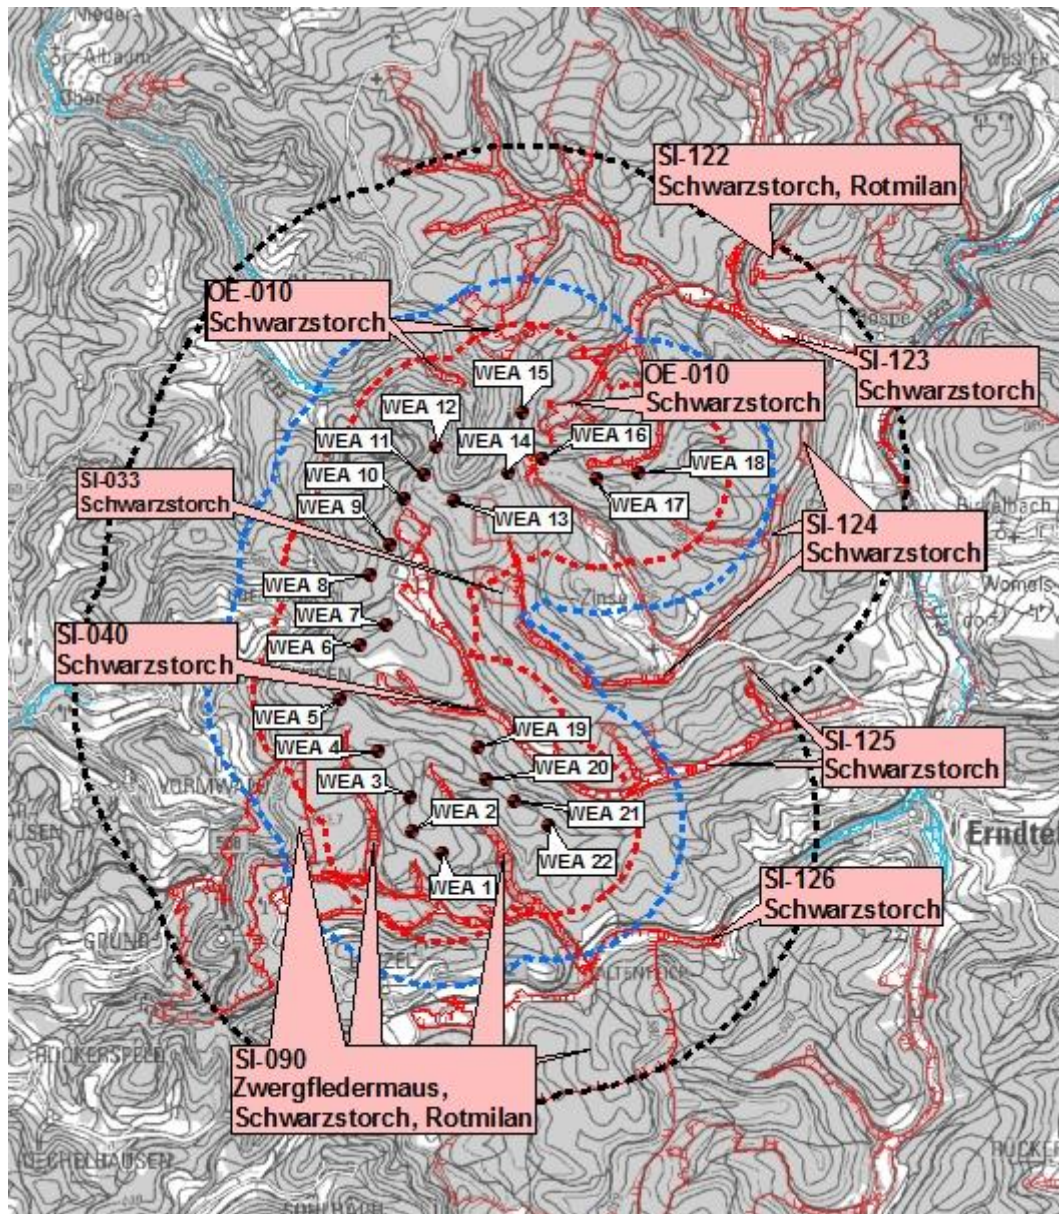 Albaum
SI-122
Schwarzstorch, Rotmilan
OE-010
Schwarzstorch
SI-123
Schwarzstorch
WEA 15
OE-010
Schwarzstorch
WEA 12
WEA 11
WEA 14
WEA 16
WEA 10
WEA 18
SI-033
Schwarzstorch
WEA 9
WEA 13
WEA 17
SI-124
Schwarzstorch
WEA 8
Zinse
WEA 7
WEA 6
SI-040
Schwarzstorch
WEA 5
WEA 19
WEA 4
SI-125
Schwarzstorch
WEA 3
WEA 20
WEA 2
WEA 21
WEA 22
WEA 1
SI-126
Schwarzstorch
GRUND
SI-090
Zwergfledermaus,
Schwarzstorch, Rotmilan